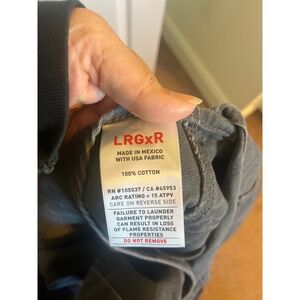 LRGxR
MADE IN MEXICO
WITH USA FABRIC
100% COTTON
RN #105037 / CA #45953
ARC RATING = 15 ATPV
CARE ON REVERSE SIDE
FAILURE TO LAUNDER
GARMENT PROPERLY
CAN RESULT IN LOSS
OF FLAME RESISTANCE
PROPERTIES
DO NOT REMOVE